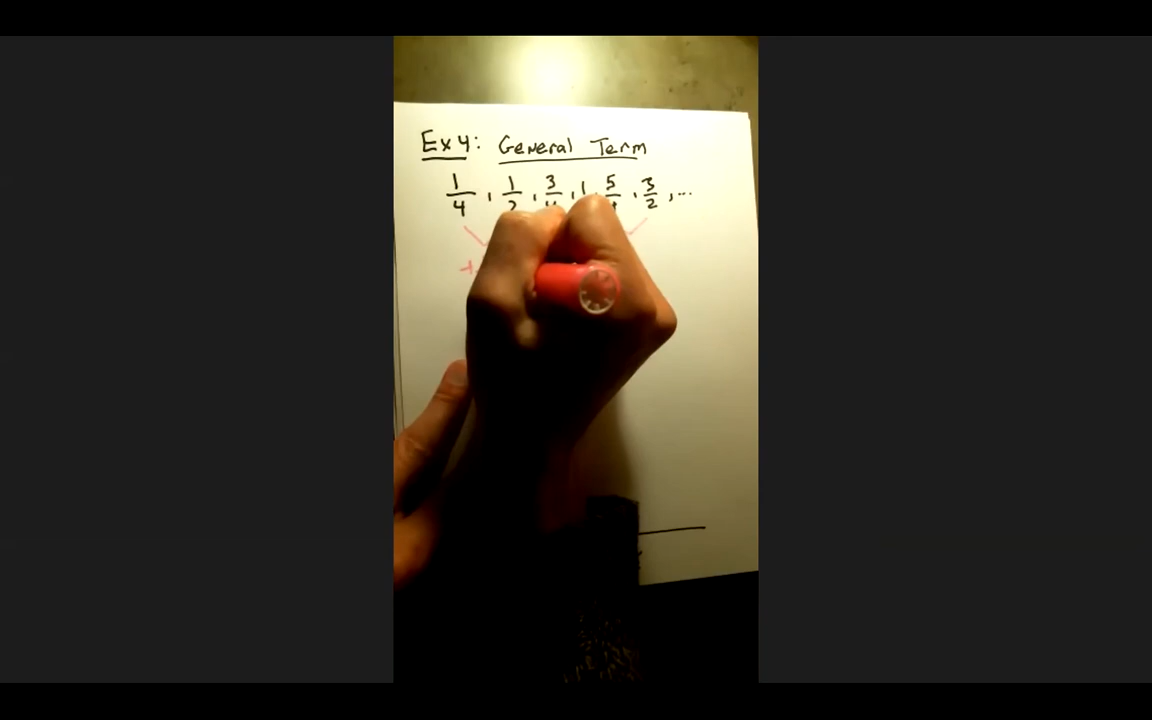 Ex 4: General Term
1/4, 1/2, 3/4, 1, 5/4, 3/2, ...